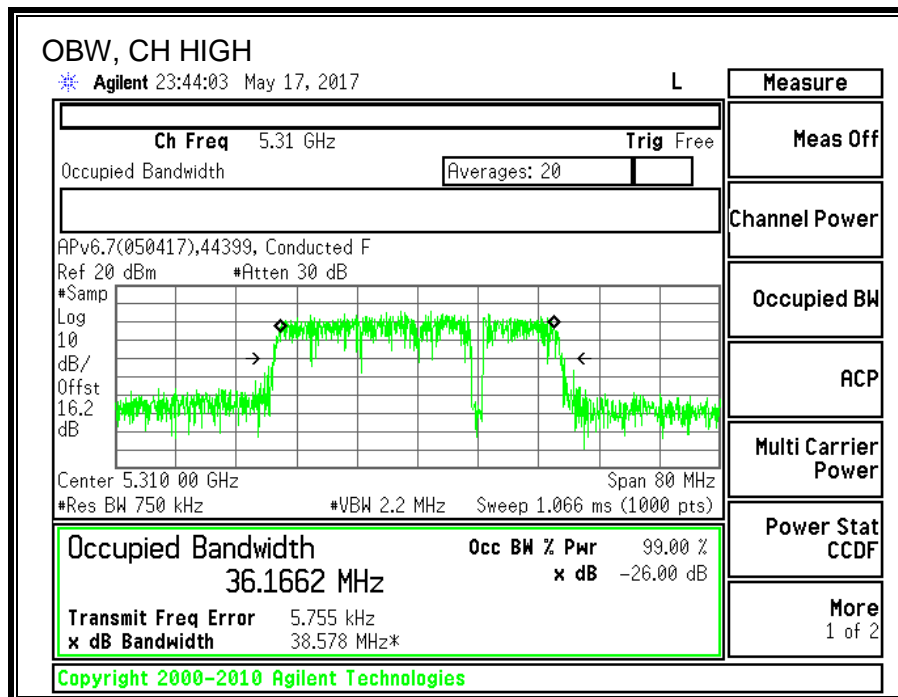 OBW, CH HIGH
Agilent 23:44:03 May 17, 2017 L
Measure
Ch Freq 5.31 GHz Trig Free
Meas Off
Occupied Bandwidth Averages: 20
Channel Power
APv6.7(050417),44399, Conducted F
Ref 20 dBm #Atten 30 dB
#Samp
Log
10
dB/
Offst
16.2
dB
Occupied BW
ACP
Center 5.310 00 GHz Span 80 MHz
#Res BW 750 kHz #VBW 2.2 MHz Sweep 1.066 ms (1000 pts)
Multi Carrier
Power
Occupied Bandwidth Occ BW % Pwr 99.00 %
36.1662 MHz x dB -26.00 dB
Transmit Freq Error 5.755 kHz
x dB Bandwidth 38.578 MHz*
Power Stat
CCDF
More
1 of 2
Copyright 2000-2010 Agilent Technologies